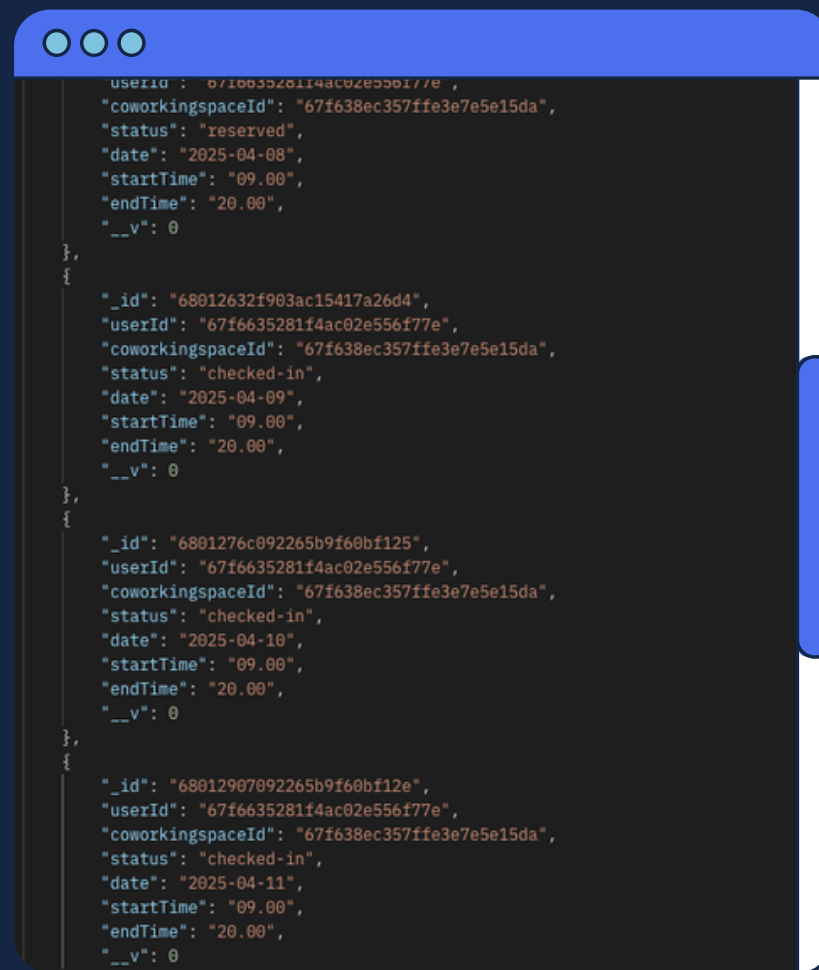 "userId": "67f6635281f4ac02e556f77e",
"coworkingspaceId": "67f638ec357ffe3e7e5e15da",
"status": "reserved",
"date": "2025-04-08",
"startTime": "09.00",
"endTime": "20.00",
"__v": 0
},
{
"_id": "68012632f903ac15417a26d4",
"userId": "67f6635281f4ac02e556f77e",
"coworkingspaceId": "67f638ec357ffe3e7e5e15da",
"status": "checked-in",
"date": "2025-04-09",
"startTime": "09.00",
"endTime": "20.00",
"__v": 0
},
{
"_id": "6801276c092265b9f60bf125",
"userId": "67f6635281f4ac02e556f77e",
"coworkingspaceId": "67f638ec357ffe3e7e5e15da",
"status": "checked-in",
"date": "2025-04-10",
"startTime": "09.00",
"endTime": "20.00",
"__v": 0
},
{
"_id": "68012907092265b9f60bf12e",
"userId": "67f6635281f4ac02e556f77e",
"coworkingspaceId": "67f638ec357ffe3e7e5e15da",
"status": "checked-in",
"date": "2025-04-11",
"startTime": "09.00",
"endTime": "20.00",
"__v": 0